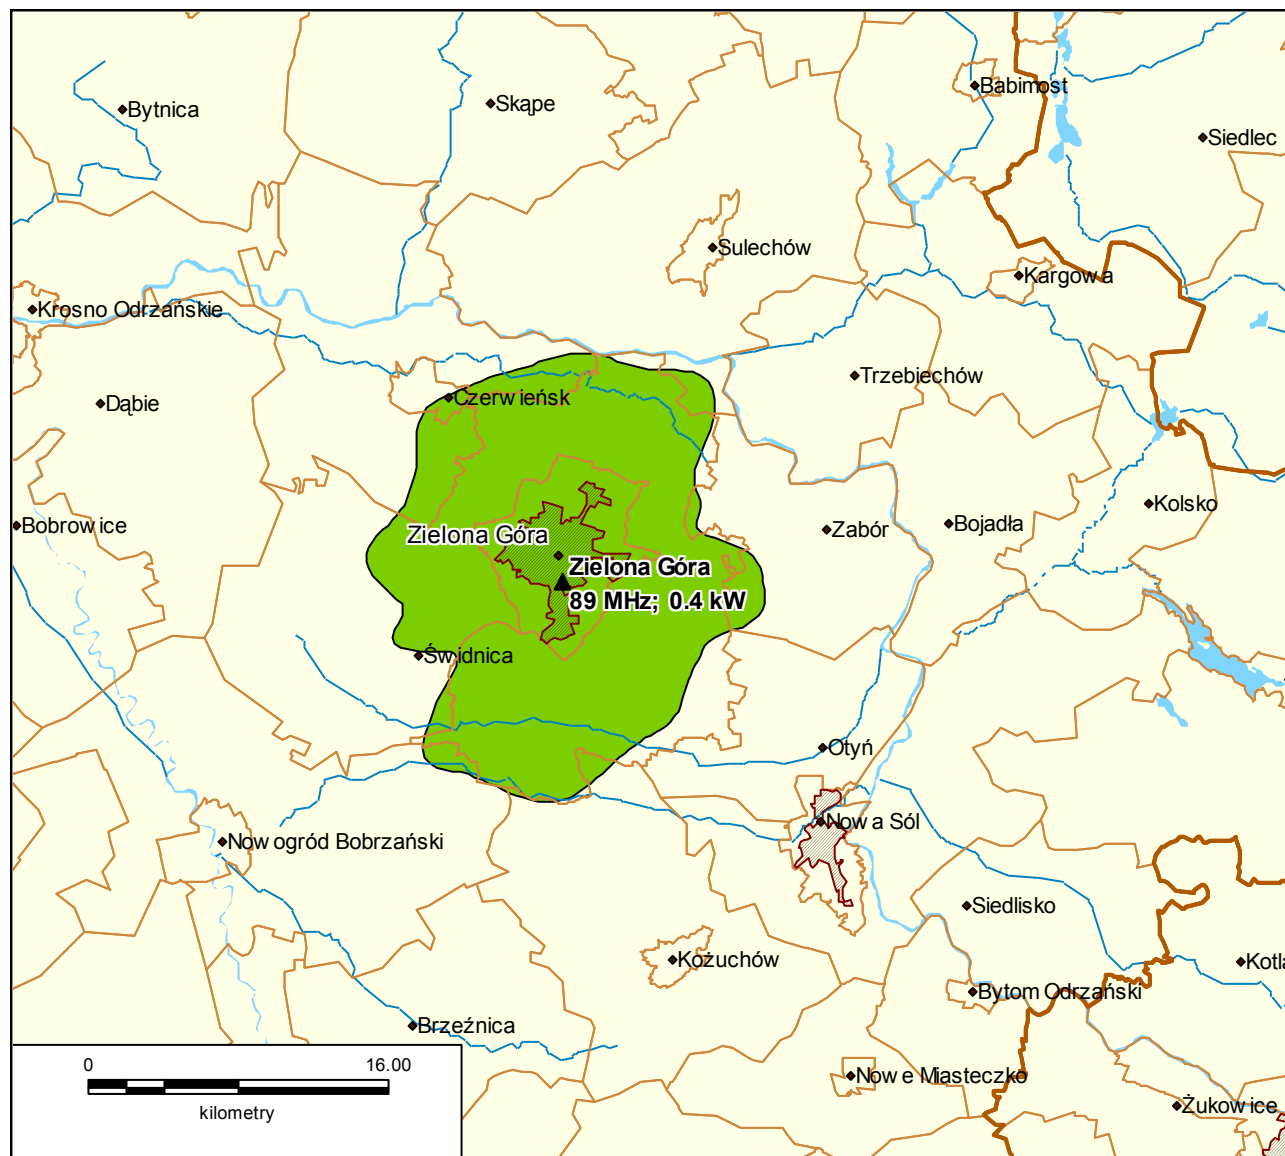 Babimost
Skąpe
Bytnica
Siedlec
Sulechów
Kargowa
Krosno Odrzańskie
Trzebiechów
Czerwieńsk
Dąbie
Kolsko
Bobrowice
Zabór
Bojadła
Zielona Góra
Zielona Góra
89 MHz; 0.4 kW
Świdnica
Otyń
Nowa Sól
Nowogród Bobrzański
Siedlisko
Kożuchów
Kotla
Bytom Odrzański
Brzeźnica
0 16.00
kilometry
Nowe Miasteczko
Żukowice